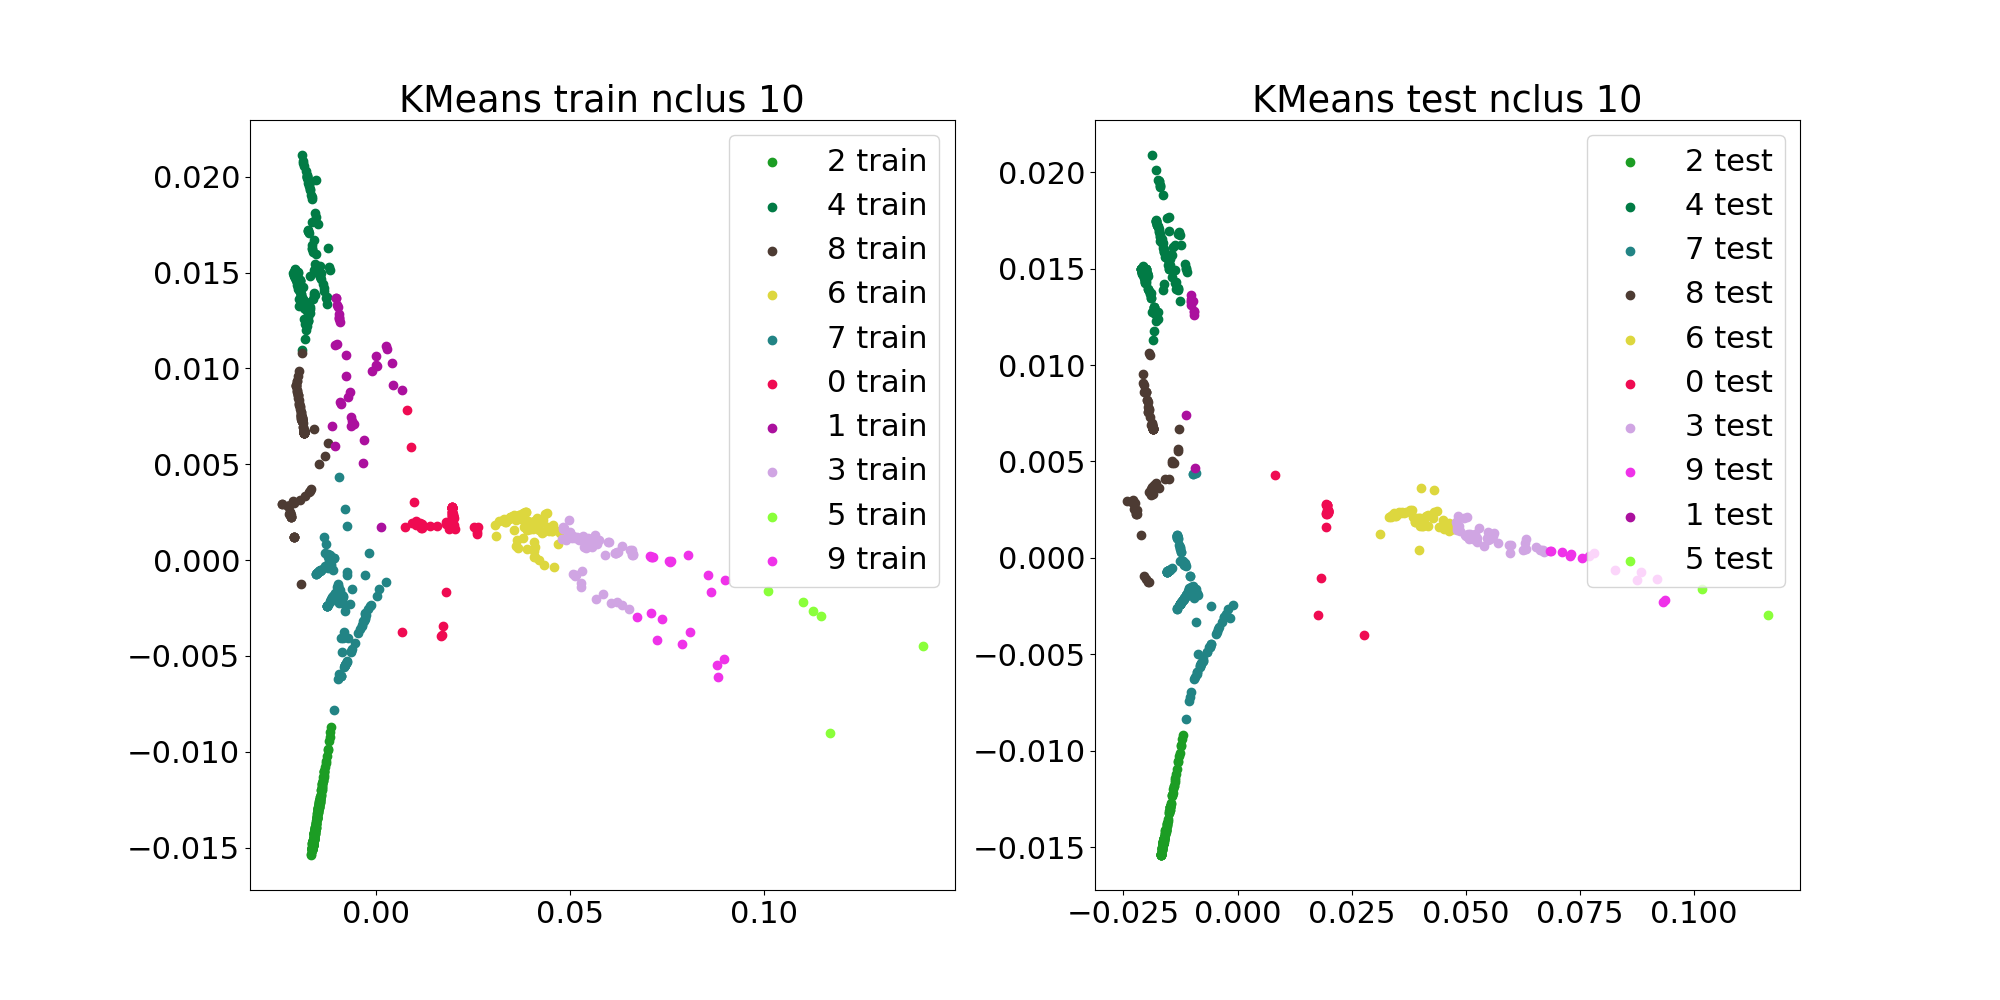 KMeans train nclus 10
0.020
0.015
0.010
0.005
0.000
−0.005
−0.010
−0.015
0.00
0.05
0.10
2 train
4 train
8 train
6 train
7 train
0 train
1 train
3 train
5 train
9 train
KMeans test nclus 10
0.020
0.015
0.010
0.005
0.000
−0.005
−0.010
−0.015
−0.025
0.000
0.025
0.050
0.075
0.100
2 test
4 test
7 test
8 test
6 test
0 test
3 test
9 test
1 test
5 test